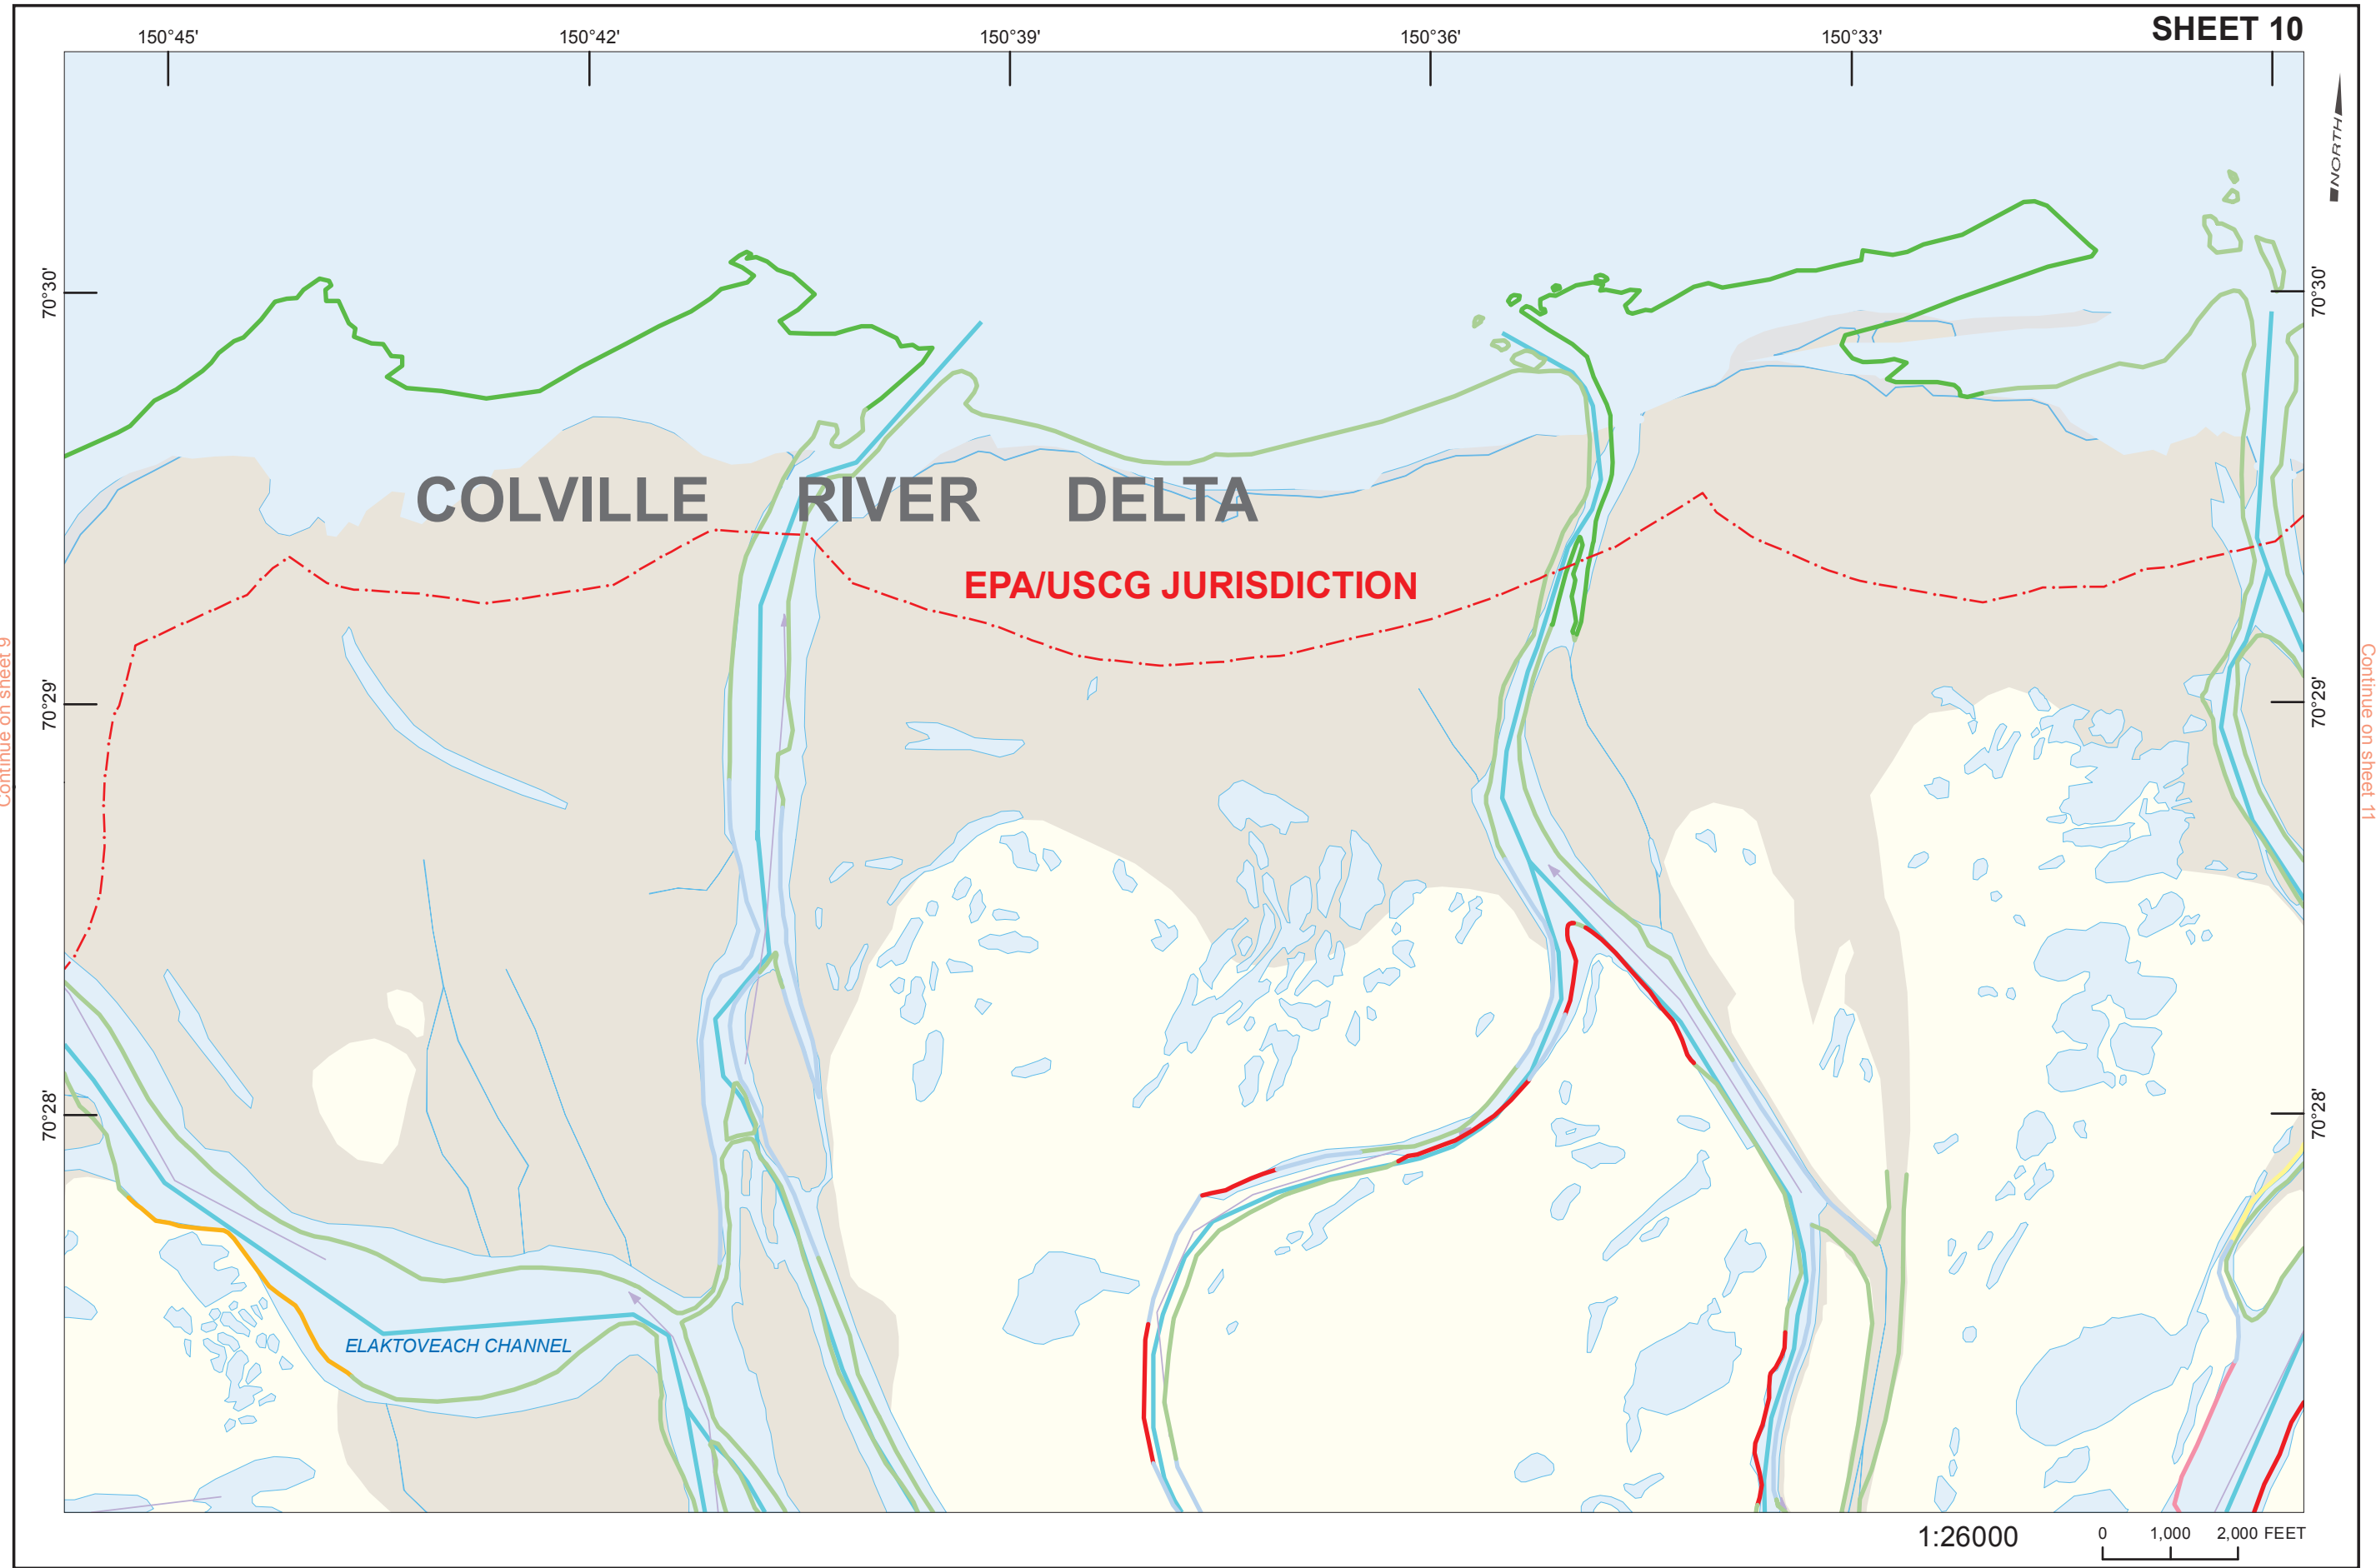 SHEET 10
150°45' 150°42' 150°39' 150°36' 150°33'
NORTH
70°30' 70°30'
COLVILLE RIVER DELTA
EPA/USCG JURISDICTION
Continue on sheet 9
Continue on sheet 11
70°29' 70°29'
70°28' 70°28'
ELAKTOVEACH CHANNEL
1:26000
0 1,000 2,000 FEET